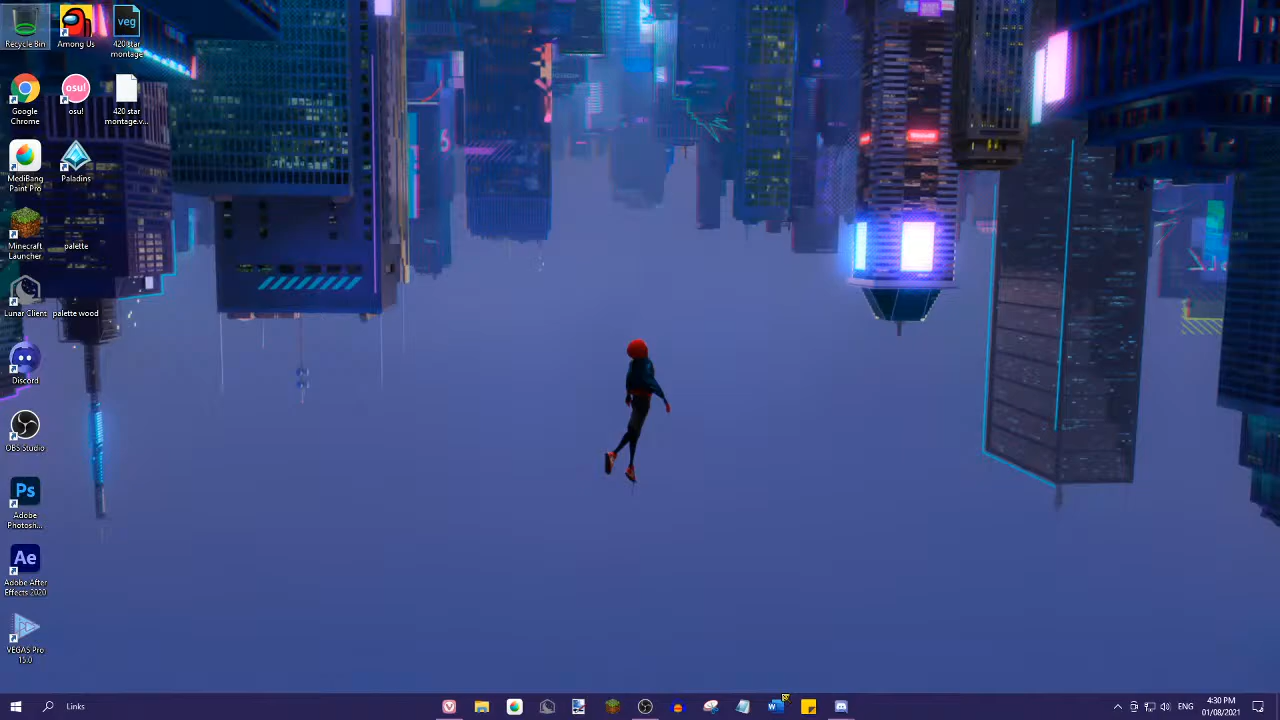 Recycle Bin
Among Us
veg
420 star
montage
Google
Chrome
osu!
osu!
420 star
montage.v...
MediBang
Paint Pro
Paladins
Minecraft
Launcher
palette
Lunar Client
palette wood
Discord
OBS Studio
Ps
Adobe
Photosh...
Ae
Adobe After
Effects 2020
VEGAS Pro
15.0
Links
ENG
4:30 PM
01/08/2021